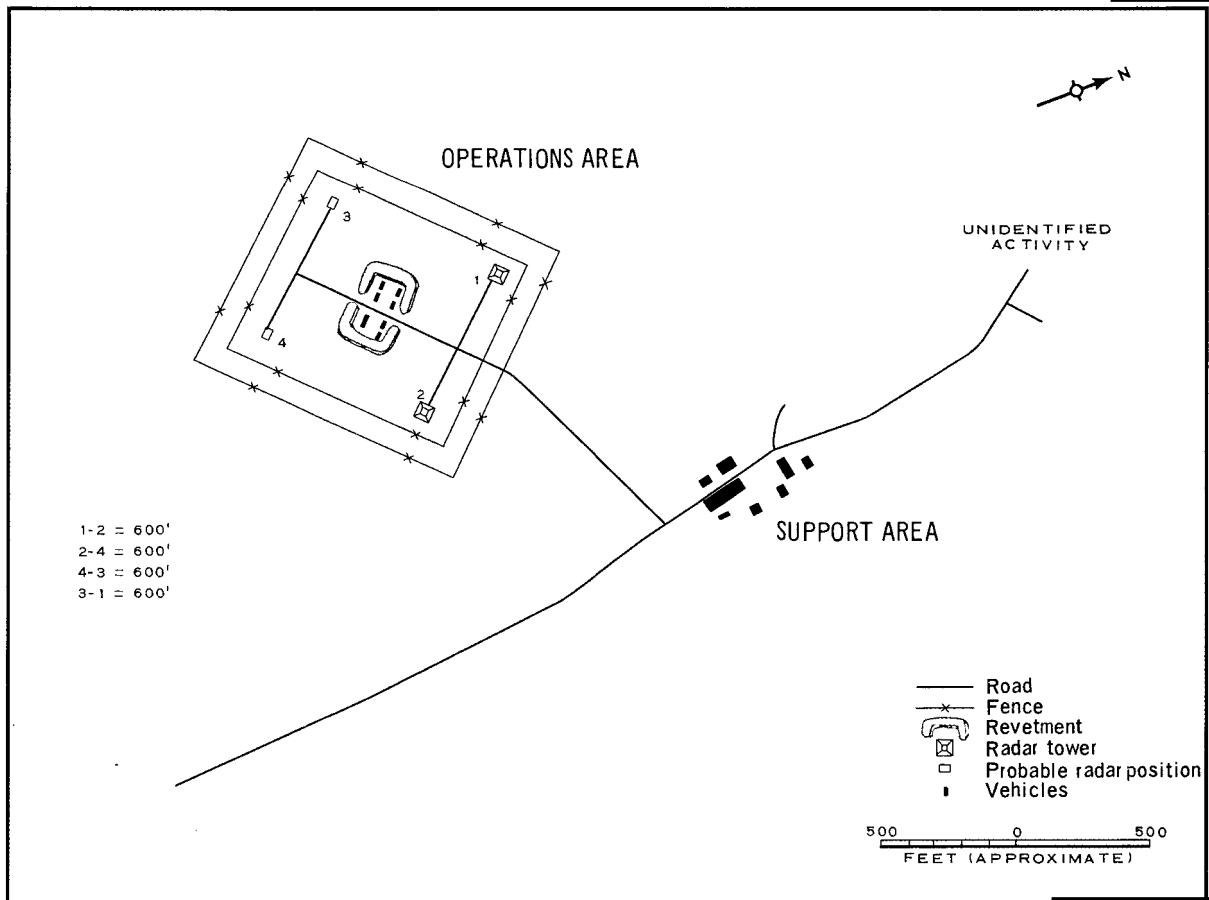 N
OPERATIONS AREA
UNIDENTIFIED
ACTIVITY
3
1
4
2
SUPPORT AREA
1-2 = 600'
2-4 = 600'
4-3 = 600'
3-1 = 600'
Road
Fence
Revetment
Radar tower
Probable radar position
Vehicles
500 0 500
FEET (APPROXIMATE)